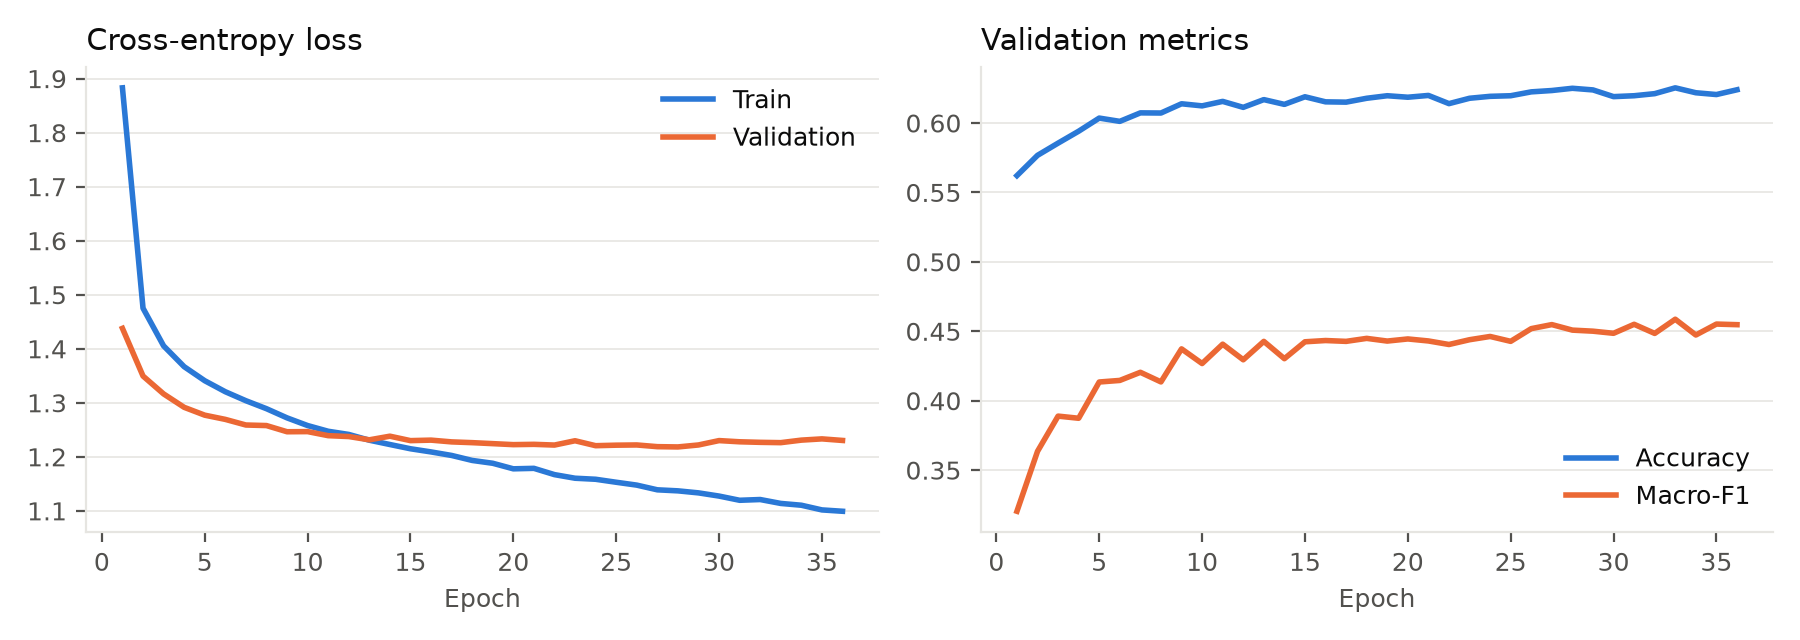 Cross-entropy loss
1.9
1.8
1.7
1.6
1.5
1.4
1.3
1.2
1.1
Train
Validation
0 5 10 15 20 25 30 35
Epoch
Validation metrics
0.60
0.55
0.50
0.45
0.40
0.35
Accuracy
Macro-F1
0 5 10 15 20 25 30 35
Epoch